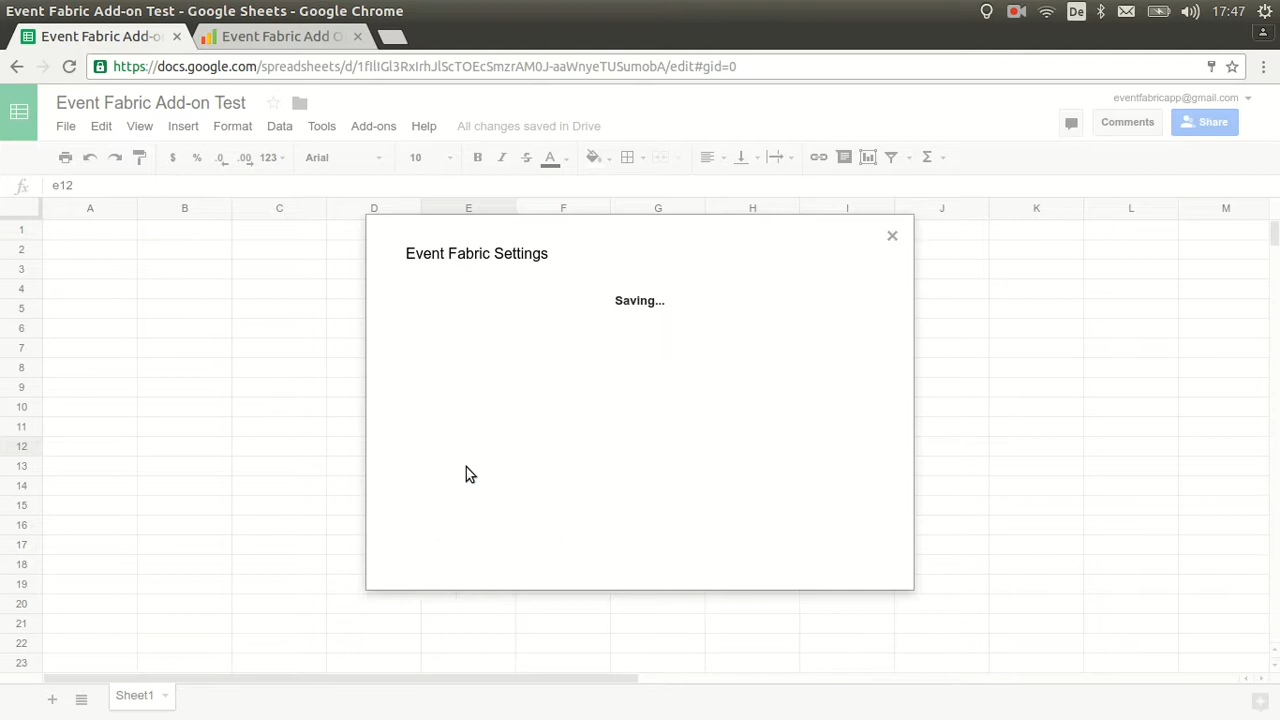 Event Fabric Add-on Test - Google Sheets - Google Chrome
De
17:47
Event Fabric Add-o
Event Fabric Add O
https://docs.google.com/spreadsheets/d/1fIlIGl3RxIrhJlScTOEcSmzrAM0J-aaWnyeTUSumobA/edit#gid=0
Event Fabric Add-on Test
eventfabricapp@gmail.com
File Edit View Insert Format Data Tools Add-ons Help All changes saved in Drive
Comments
Share
$ % .0 .00 123 Arial 10 B I S A Σ
fx e12
A B C D E F G H I J K L M
1
2
3
4
5
6
7
8
9
10
11
12
13
14
15
16
17
18
19
20
21
22
23
Event Fabric Settings
Saving...
Sheet1